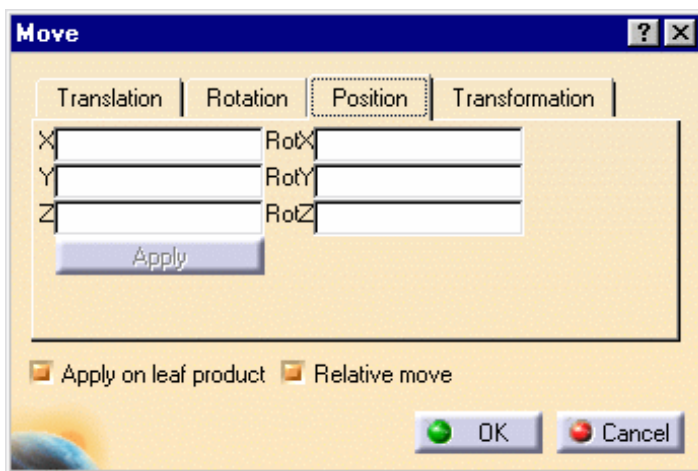 Move
Translation Rotation Position Transformation
X RotX
Y RotY
Z RotZ
Apply
Apply on leaf product Relative move
OK Cancel